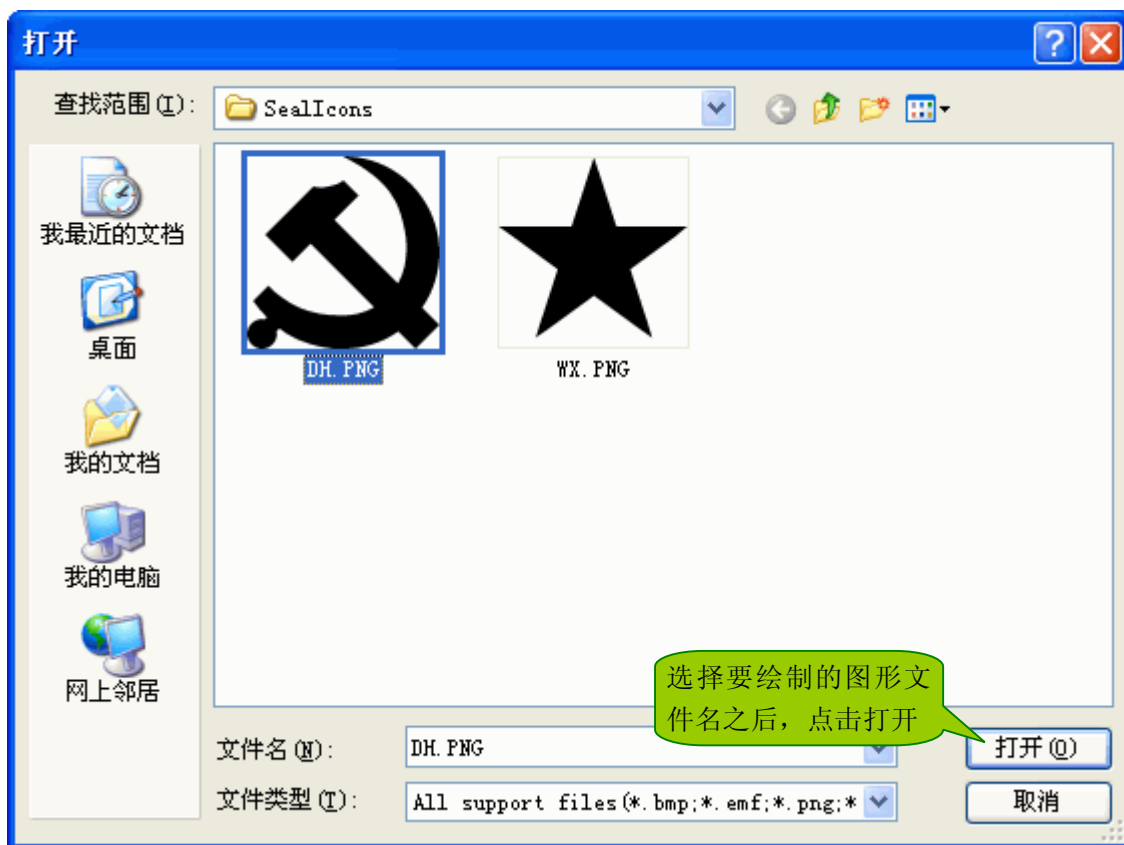 打开
查找范围(I):
SealIcons
我最近的文档
桌面
我的文档
我的电脑
网上邻居
DH.PNG
WX.PNG
选择要绘制的图形文
件名之后，点击打开
文件名(N):
DH.PNG
打开(O)
文件类型(T):
All support files(*.bmp;*.emf;*.png;*
取消